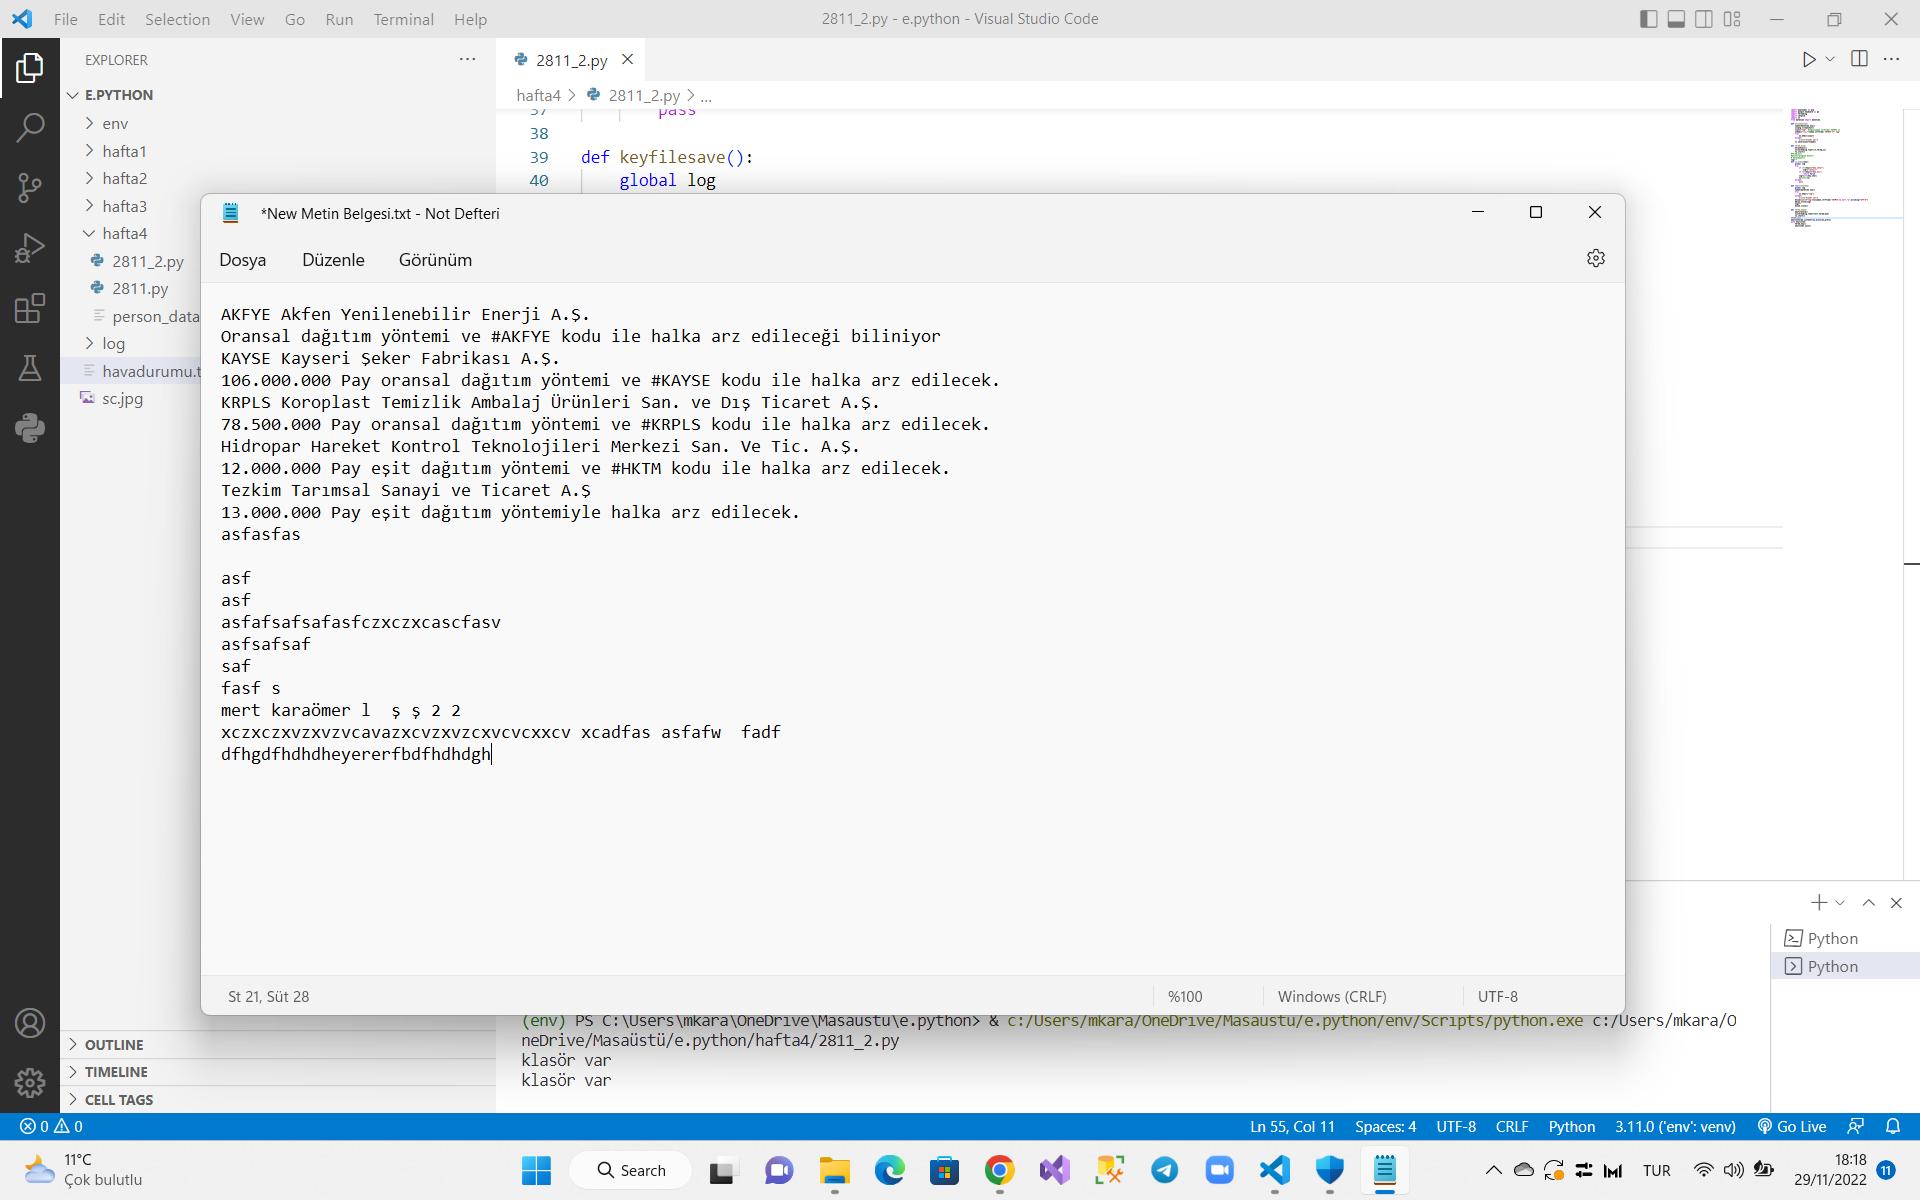 File Edit Selection View Go Run Terminal Help
2811_2.py - e.python - Visual Studio Code
EXPLORER
E.PYTHON
env
hafta1
hafta2
hafta3
hafta4
2811_2.py
2811.py
person_data
log
havadurumu.t
sc.jpg
OUTLINE
TIMELINE
CELL TAGS
2811_2.py
hafta4 > 2811_2.py > ...
37 pass
38
39 def keyfilesave():
40 global log
*New Metin Belgesi.txt - Not Defteri
Dosya Düzenle Görünüm
AKFYE Akfen Yenilenebilir Enerji A.Ş.
Oransal dağıtım yöntemi ve #AKFYE kodu ile halka arz edileceği biliniyor
KAYSE Kayseri Şeker Fabrikası A.Ş.
106.000.000 Pay oransal dağıtım yöntemi ve #KAYSE kodu ile halka arz edilecek.
KRPLS Koroplast Temizlik Ambalaj Ürünleri San. ve Dış Ticaret A.Ş.
78.500.000 Pay oransal dağıtım yöntemi ve #KRPLS kodu ile halka arz edilecek.
Hidropar Hareket Kontrol Teknolojileri Merkezi San. Ve Tic. A.Ş.
12.000.000 Pay eşit dağıtım yöntemi ve #HKTM kodu ile halka arz edilecek.
Tezkim Tarımsal Sanayi ve Ticaret A.Ş
13.000.000 Pay eşit dağıtım yöntemiyle halka arz edilecek.
asfasfas
asf
asf
asfafsafsafasfczxczxcascfasv
asfsafsaf
saf
fasf s
mert karaömer l  ş ş 2 2
xczxczxvzxvzvcavazxcvzxvzcxvcvcxxcv xcadfas asfafw  fadf
dfhgdfhdhdheyererfbdfhdhdgh
St 21, Süt 28
%100
Windows (CRLF)
UTF-8
Python
Python
(env) PS C:\Users\mkara\OneDrive\Masaüstü\e.python> & c:/Users/mkara/OneDrive/Masaüstü/e.python/env/Scripts/python.exe c:/Users/mkara/O
neDrive/Masaüstü/e.python/hafta4/2811_2.py
klasör var
klasör var
0 0
Ln 55, Col 11 Spaces: 4 UTF-8 CRLF Python 3.11.0 ('env': venv) Go Live
11°C
Çok bulutlu
Search
TUR
18:18
29/11/2022
11